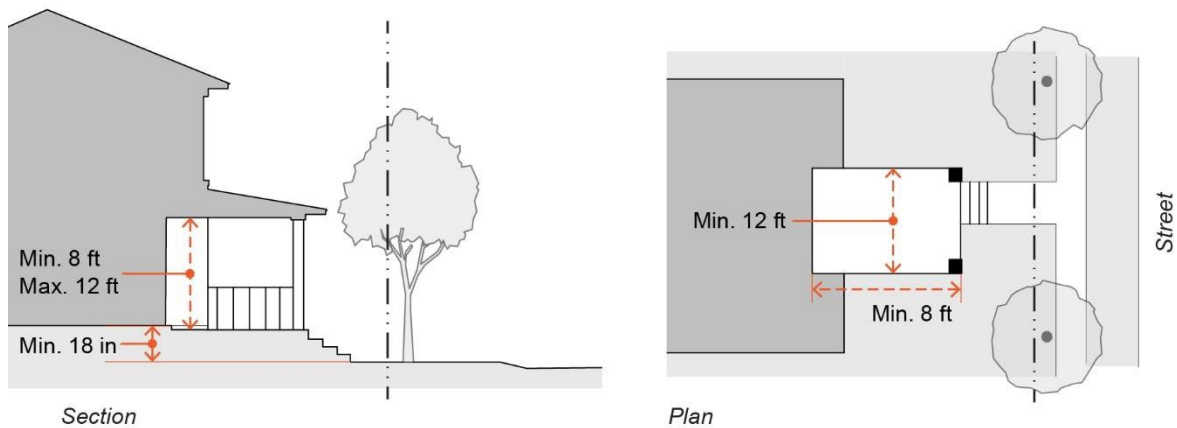 Min. 8 ft
Max. 12 ft
Min. 18 in
Section
Min. 12 ft
Min. 8 ft
Street
Plan